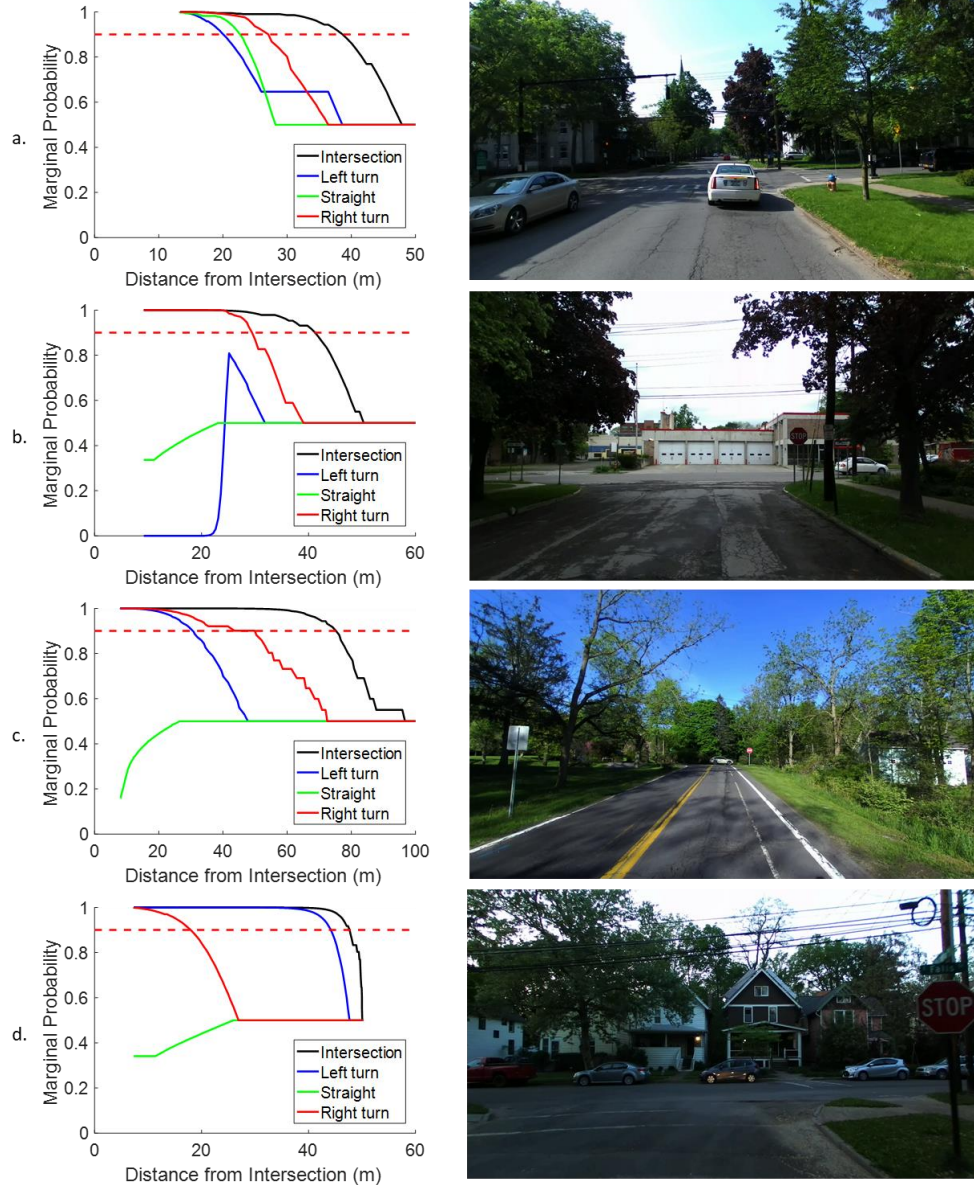 a.
Marginal Probability
1
0.8
0.6
0.4
0.2
0
0 10 20 30 40 50
Distance from Intersection (m)
Intersection
Left turn
Straight
Right turn
b.
Marginal Probability
1
0.8
0.6
0.4
0.2
0
0 20 40 60
Distance from Intersection (m)
Intersection
Left turn
Straight
Right turn
STOP
c.
Marginal Probability
1
0.8
0.6
0.4
0.2
0
0 20 40 60 80 100
Distance from Intersection (m)
Intersection
Left turn
Straight
Right turn
d.
Marginal Probability
1
0.8
0.6
0.4
0.2
0
0 20 40 60
Distance from Intersection (m)
Intersection
Left turn
Straight
Right turn
STOP